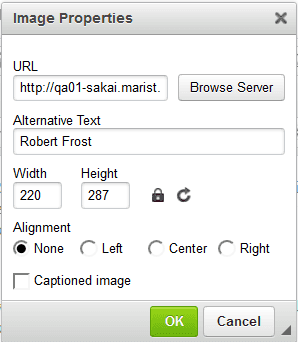 Image Properties
URL
http://qa01-sakai.marist.
Browse Server
Alternative Text
Robert Frost
Width Height
220 287
Alignment
None Left Center Right
Captioned image
OK Cancel